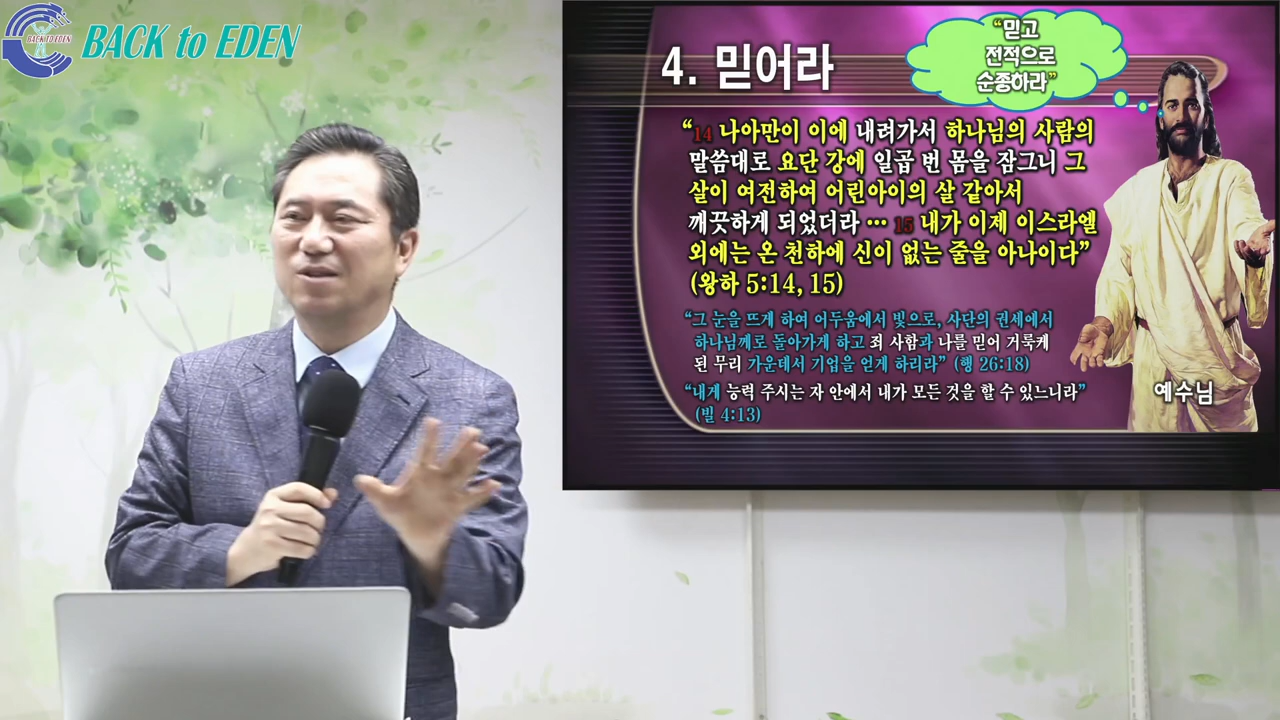 BACK TO EDEN
BACK to EDEN
4. 믿어라
“믿고
전적으로
순종하라”
“14 나아만이 이에 내려가서 하나님의 사람의
말씀대로 요단 강에 일곱 번 몸을 잠그니 그
살이 여전하여 어린아이의 살 같아서
깨끗하게 되었더라 … 15 내가 이제 이스라엘
외에는 온 천하에 신이 없는 줄을 아나이다”
(왕하 5:14, 15)
“그 눈을 뜨게 하여 어두움에서 빛으로, 사단의 권세에서
하나님께로 돌아가게 하고 죄 사함과 나를 믿어 거룩케
된 무리 가운데서 기업을 얻게 하리라” (행 26:18)
“내게 능력 주시는 자 안에서 내가 모든 것을 할 수 있느니라”
(빌 4:13)
예수님